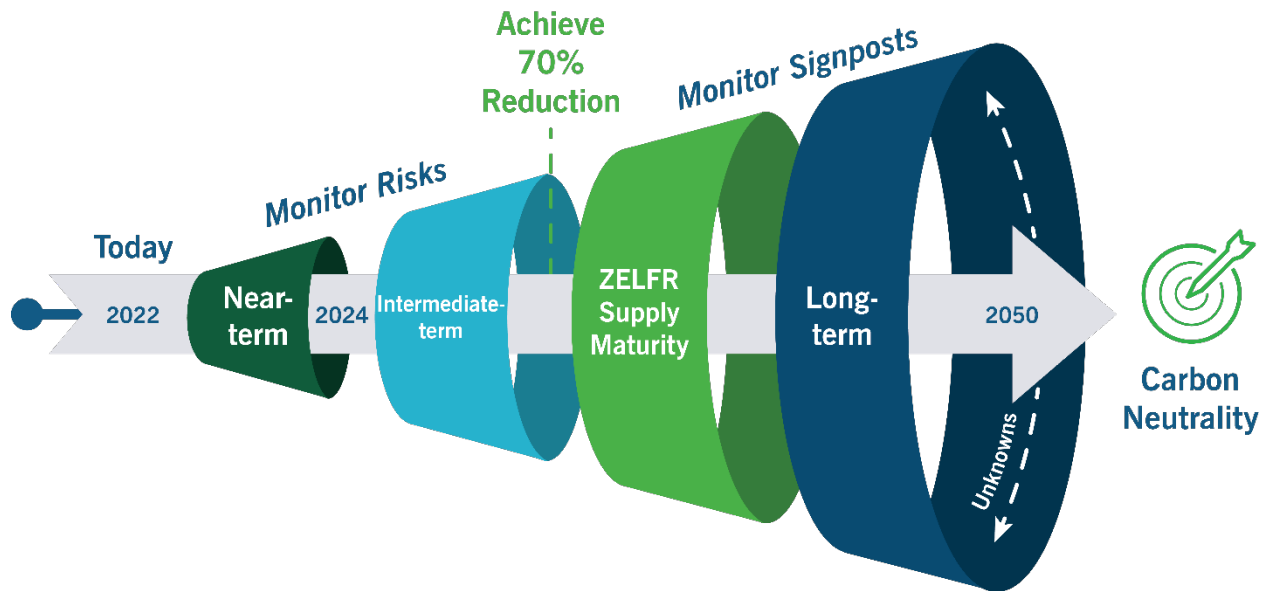 Achieve
70%
Reduction
Monitor Signposts
Monitor Risks
Today
2022
Near-
term
2024
Intermediate-
term
ZELFR
Supply
Maturity
Long-
term
2050
Unknowns
Carbon
Neutrality